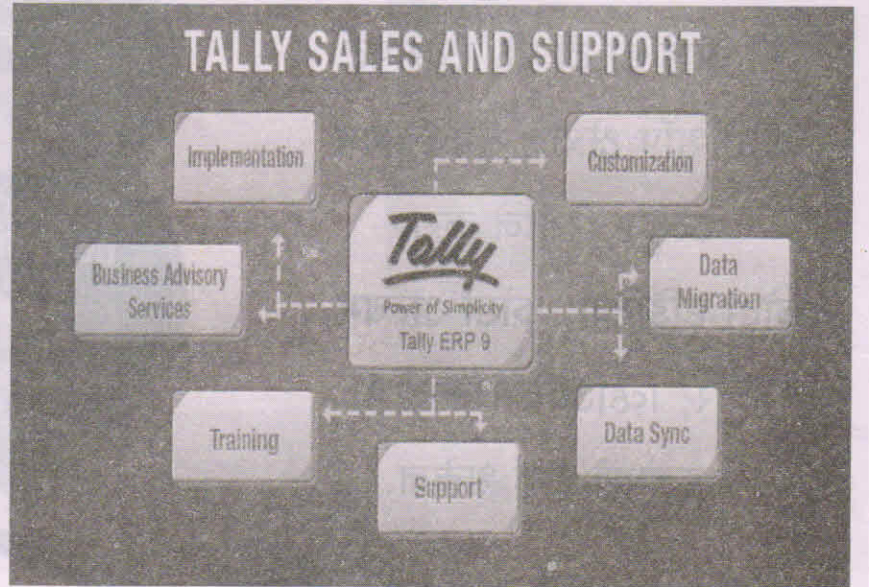 TALLY SALES AND SUPPORT
Implementation
Customization
Tally
Power of Simplicity
Tally ERP 9
Business Advisory
Services
Data
Migration
Training
Support
Data Sync